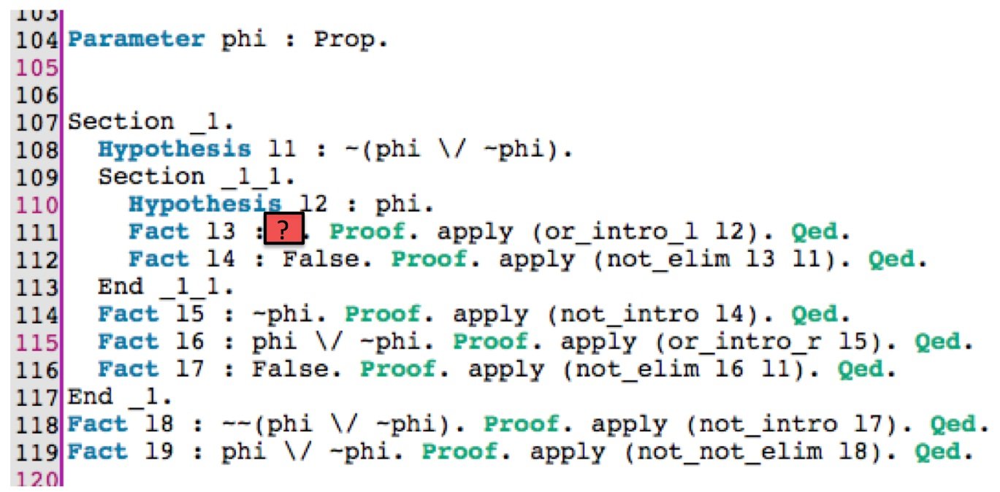 103
104 Parameter phi : Prop.
105
106
107 Section _1.
108 Hypothesis l1 : ~(phi \/ ~phi).
109 Section _1_1.
110 Hypothesis l2 : phi.
111 Fact l3 : ? . Proof. apply (or_intro_l l2). Qed.
112 Fact l4 : False. Proof. apply (not_elim l3 l1). Qed.
113 End _1_1.
114 Fact l5 : ~phi. Proof. apply (not_intro l4). Qed.
115 Fact l6 : phi \/ ~phi. Proof. apply (or_intro_r l5). Qed.
116 Fact l7 : False. Proof. apply (not_elim l6 l1). Qed.
117 End _1.
118 Fact l8 : ~~(phi \/ ~phi). Proof. apply (not_intro l7). Qed.
119 Fact l9 : phi \/ ~phi. Proof. apply (not_not_elim l8). Qed.
120